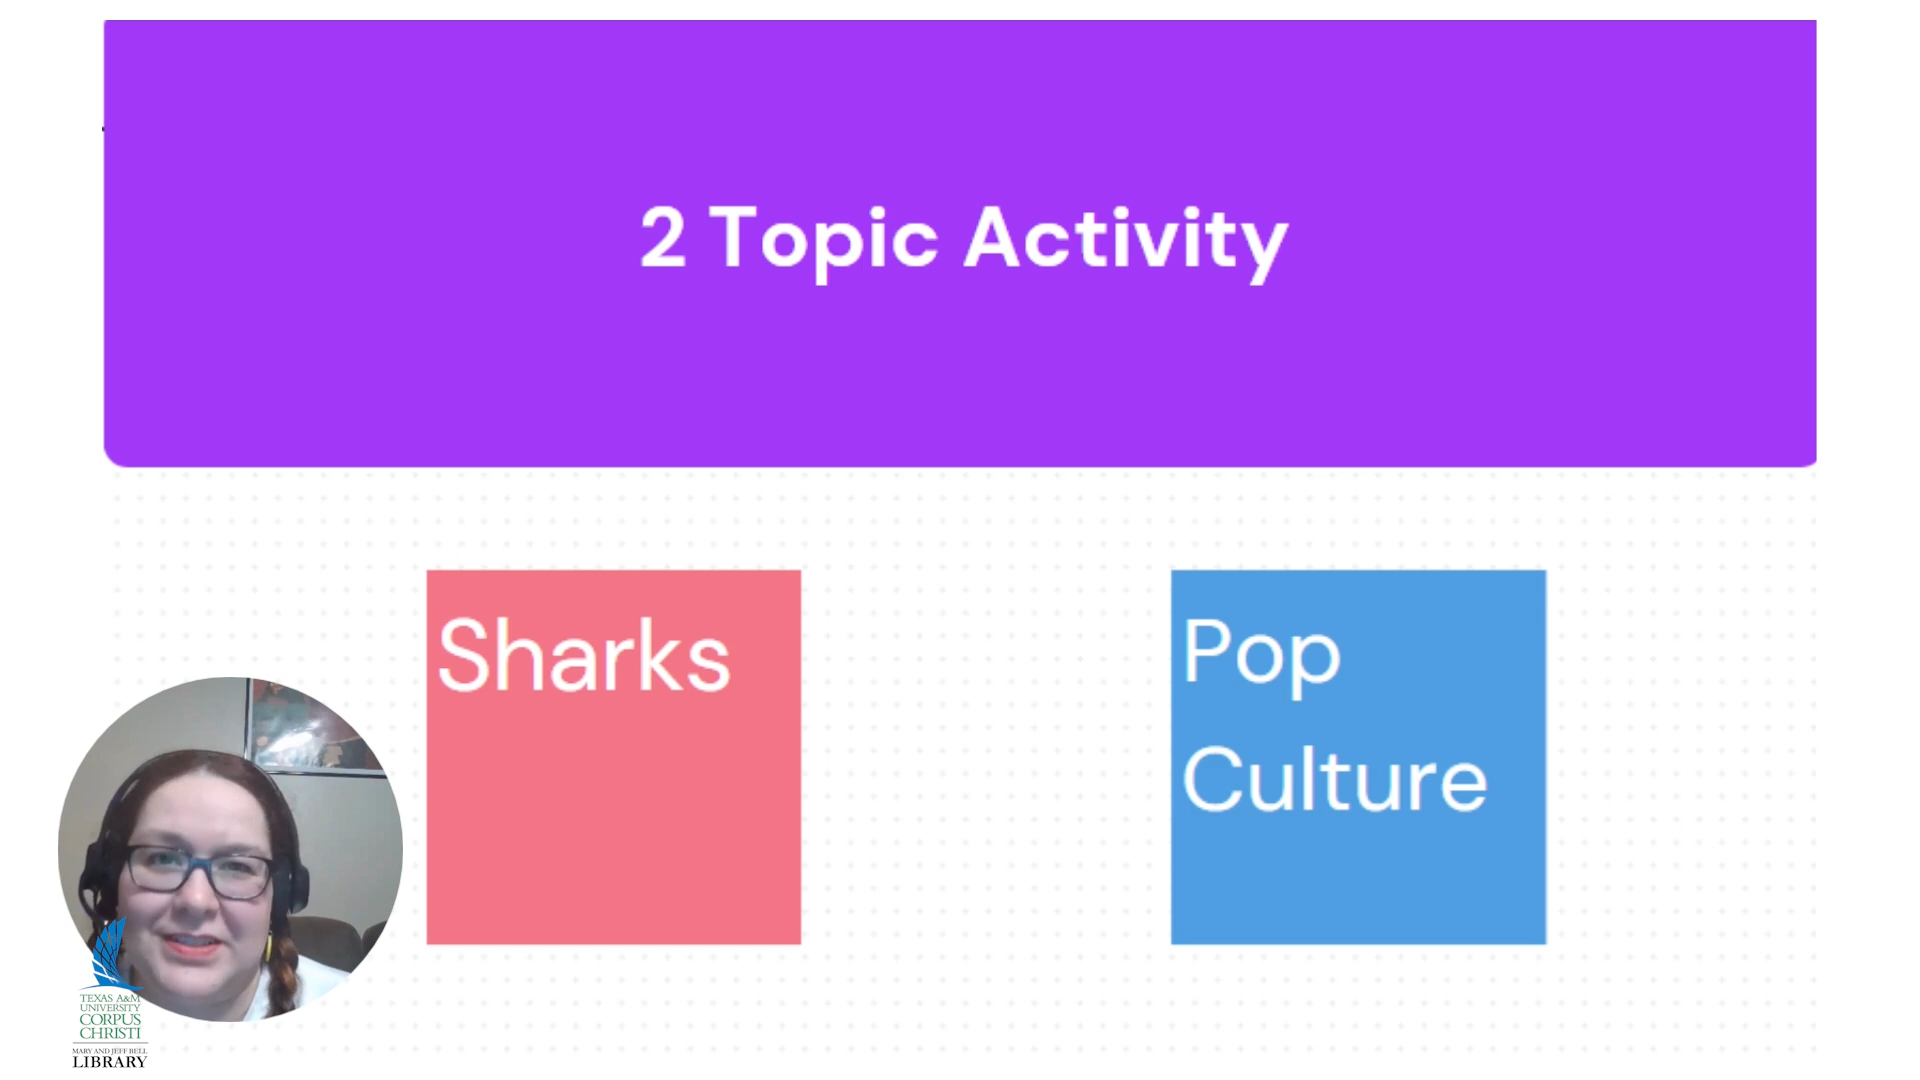 2 Topic Activity
Sharks
Pop
Culture
TEXAS A&M
UNIVERSITY
CORPUS
CHRISTI
MARY AND JEFF BELL
LIBRARY